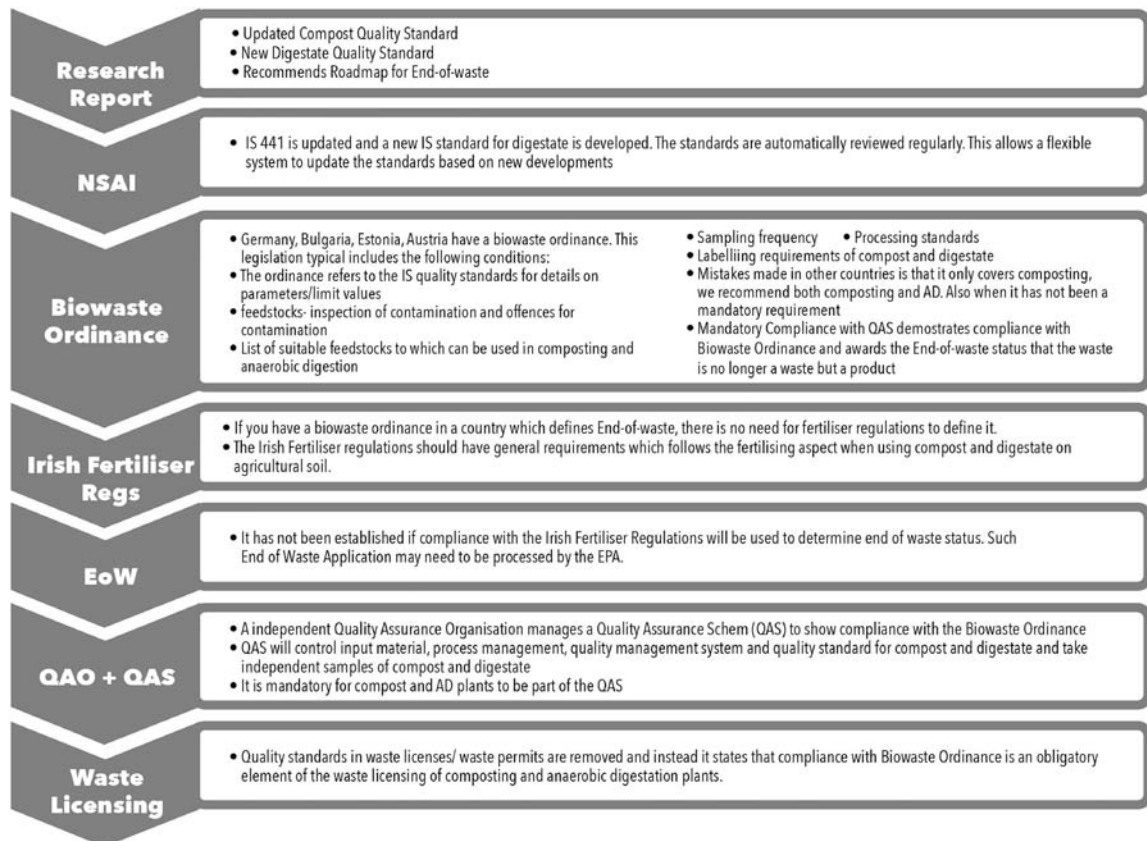 Research
Report
• Updated Compost Quality Standard
• New Digestate Quality Standard
• Recommends Roadmap for End-of-waste
NSAI
• IS 441 is updated and a new IS standard for digestate is developed. The standards are automatically reviewed regularly. This allows a flexible
system to update the standards based on new developments
Biowaste
Ordinance
• Germany, Bulgaria, Estonia, Austria have a biowaste ordinance. This
legislation typical includes the following conditions:
• The ordinance refers to the IS quality standards for details on
parameters/limit values
• feedstocks- inspection of contamination and offences for
contamination
• List of suitable feedstocks to which can be used in composting and
anaerobic digestion
• Sampling frequency • Processing standards
• Labelliing requirements of compost and digestate
• Mistakes made in other countries is that it only covers composting,
we recommend both composting and AD. Also when it has not been a
mandatory requirement
• Mandatory Compliance with QAS demostrates compliance with
Biowaste Ordinance and awards the End-of-waste status that the waste
is no longer a waste but a product
Irish Fertiliser
Regs
• If you have a biowaste ordinance in a country which defines End-of-waste, there is no need for fertiliser regulations to define it.
• The Irish Fertiliser regulations should have general requirements which follows the fertilising aspect when using compost and digestate on
agricultural soil.
EoW
• It has not been established if compliance with the Irish Fertiliser Regulations will be used to determine end of waste status. Such
End of Waste Application may need to be processed by the EPA.
QAO + QAS
• A independent Quality Assurance Organisation manages a Quality Assurance Schem (QAS) to show compliance with the Biowaste Ordinance
• QAS will control input material, process management, quality management system and quality standard for compost and digestate and take
independent samples of compost and digestate
• It is mandatory for compost and AD plants to be part of the QAS
Waste
Licensing
• Quality standards in waste licenses/ waste permits are removed and instead it states that compliance with Biowaste Ordinance is an obligatory
element of the waste licensing of composting and anaerobic digestation plants.